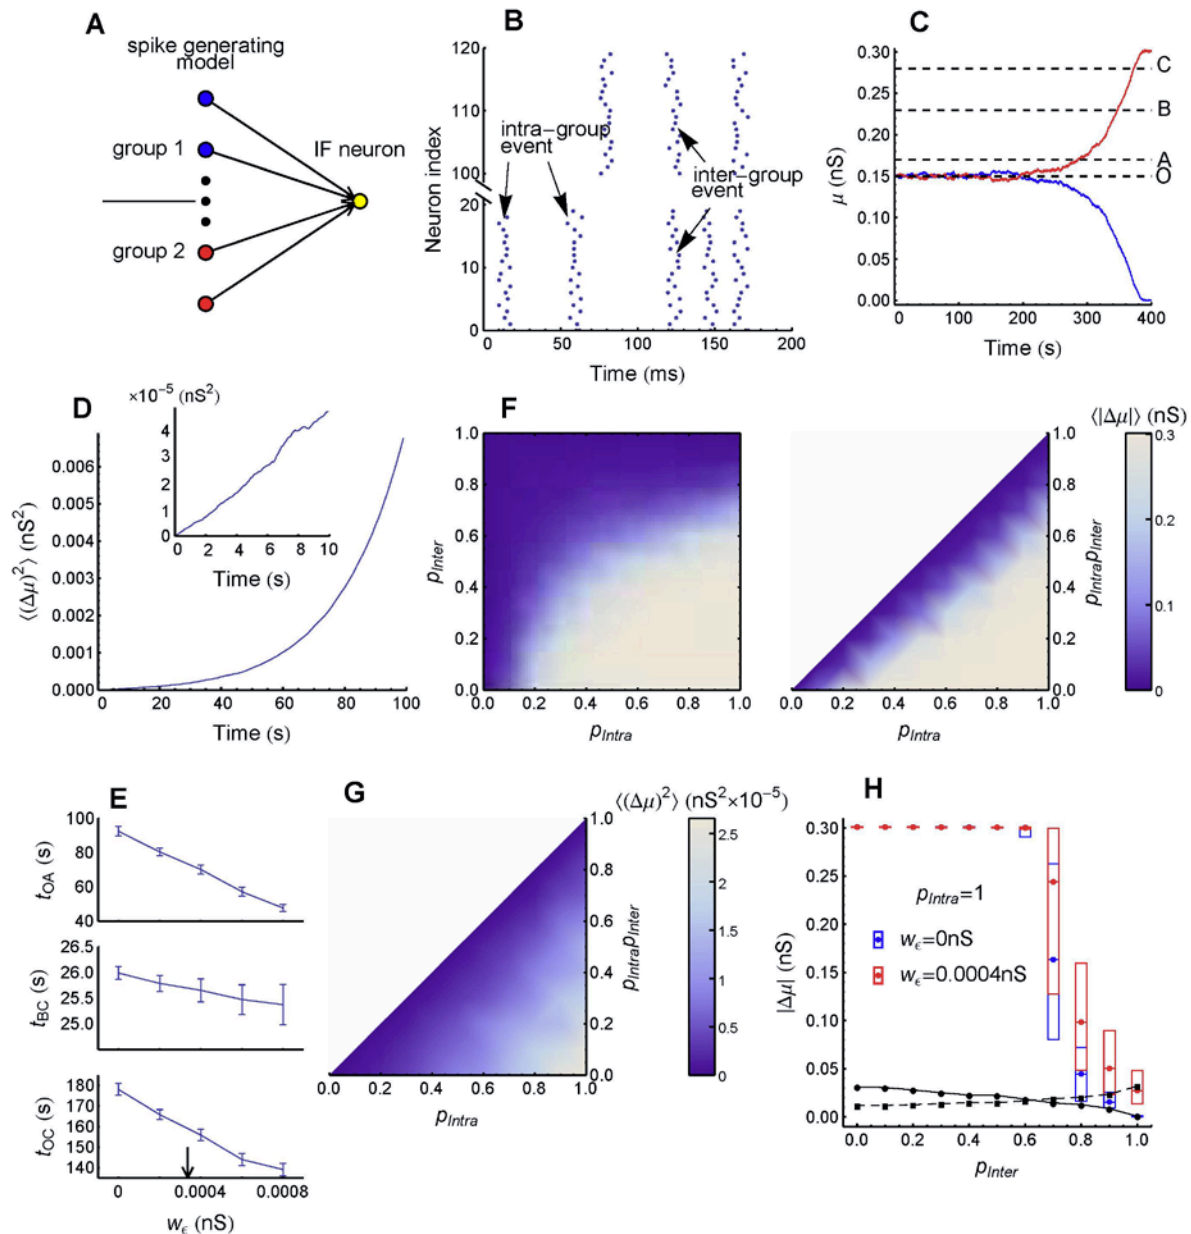 A
spike generating
model
group 1
IF neuron
group 2
B
Neuron index
120
110
100
20
10
0
intra-group
event
inter-group
event
0 50 100 150 200
Time (ms)
C
μ (nS)
0.30
0.25
0.20
0.15
0.10
0.05
0.00
C
B
A
O
0 100 200 300 400
Time (s)
D
⟨(Δμ)²⟩ (nS²)
0.006
0.005
0.004
0.003
0.002
0.001
0.000
0 20 40 60 80 100
Time (s)
×10⁻⁵ (nS²)
4
3
2
1
0
0 2 4 6 8 10
Time (s)
F
p_Inter
1.0
0.8
0.6
0.4
0.2
0.0
0.0 0.2 0.4 0.6 0.8 1.0
p_Intra
1.0
0.8
0.6
0.4
0.2
0.0
p_Intra p_Inter
0.0 0.2 0.4 0.6 0.8 1.0
p_Intra
⟨|Δμ|⟩ (nS)
0.3
0.2
0.1
0
E
t_OA (s)
100
80
60
40
t_BC (s)
26.5
26.0
25.5
25.0
t_OC (s)
180
170
160
150
140
0 0.0004 0.0008
w_ϵ (nS)
G
⟨(Δμ)²⟩ (nS²×10⁻⁵)
1.0
0.8
0.6
0.4
0.2
0.0
p_Intra p_Inter
0.0 0.2 0.4 0.6 0.8 1.0
p_Intra
2.5
2
1.5
1
0.5
0
H
|Δμ| (nS)
0.30
0.25
0.20
0.15
0.10
0.05
0.00
p_Intra=1
w_ϵ=0nS
w_ϵ=0.0004nS
0.0 0.2 0.4 0.6 0.8 1.0
p_Inter